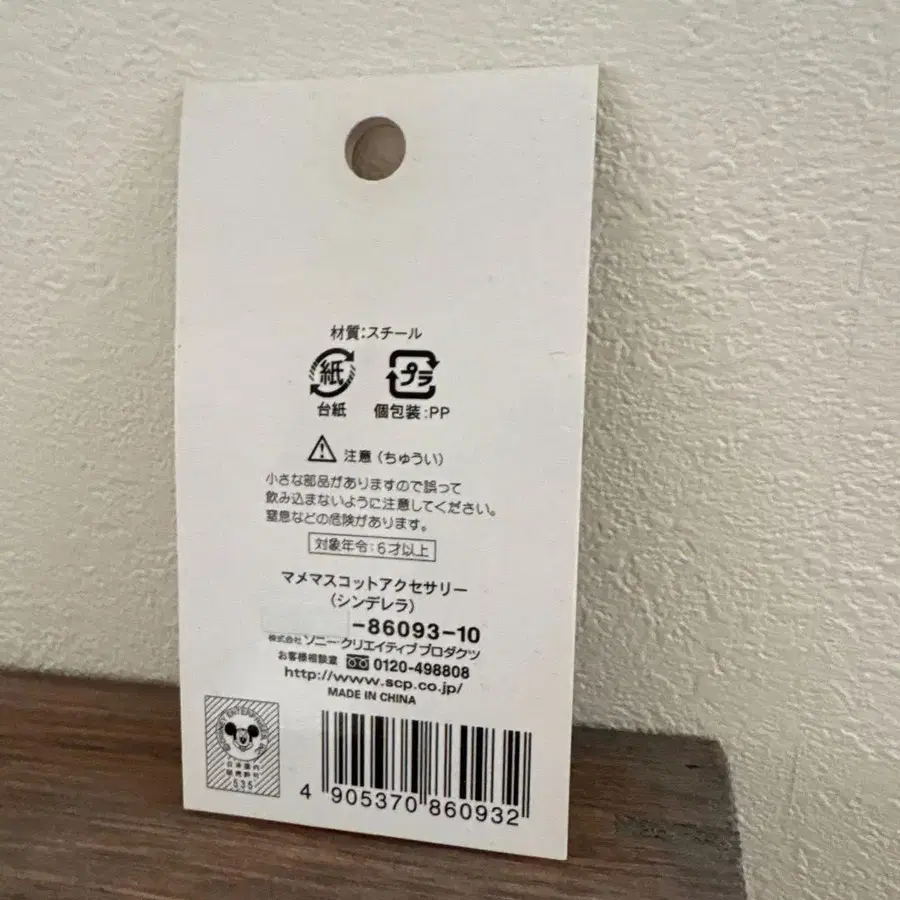 材質:スチール
紙 プラ
台紙 個包装:PP
注意(ちゅうい)
小さな部品がありますので誤って
飲み込まないように注意してください。
窒息などの危険があります。
対象年令:6才以上
マメマスコットアクセサリー
(シンデレラ)
-86093-10
株式会社 ソニー・クリエイティブプロダクツ
お客様相談室 0120-498808
http://www.scp.co.jp/
MADE IN CHINA
535
4 905370 860932